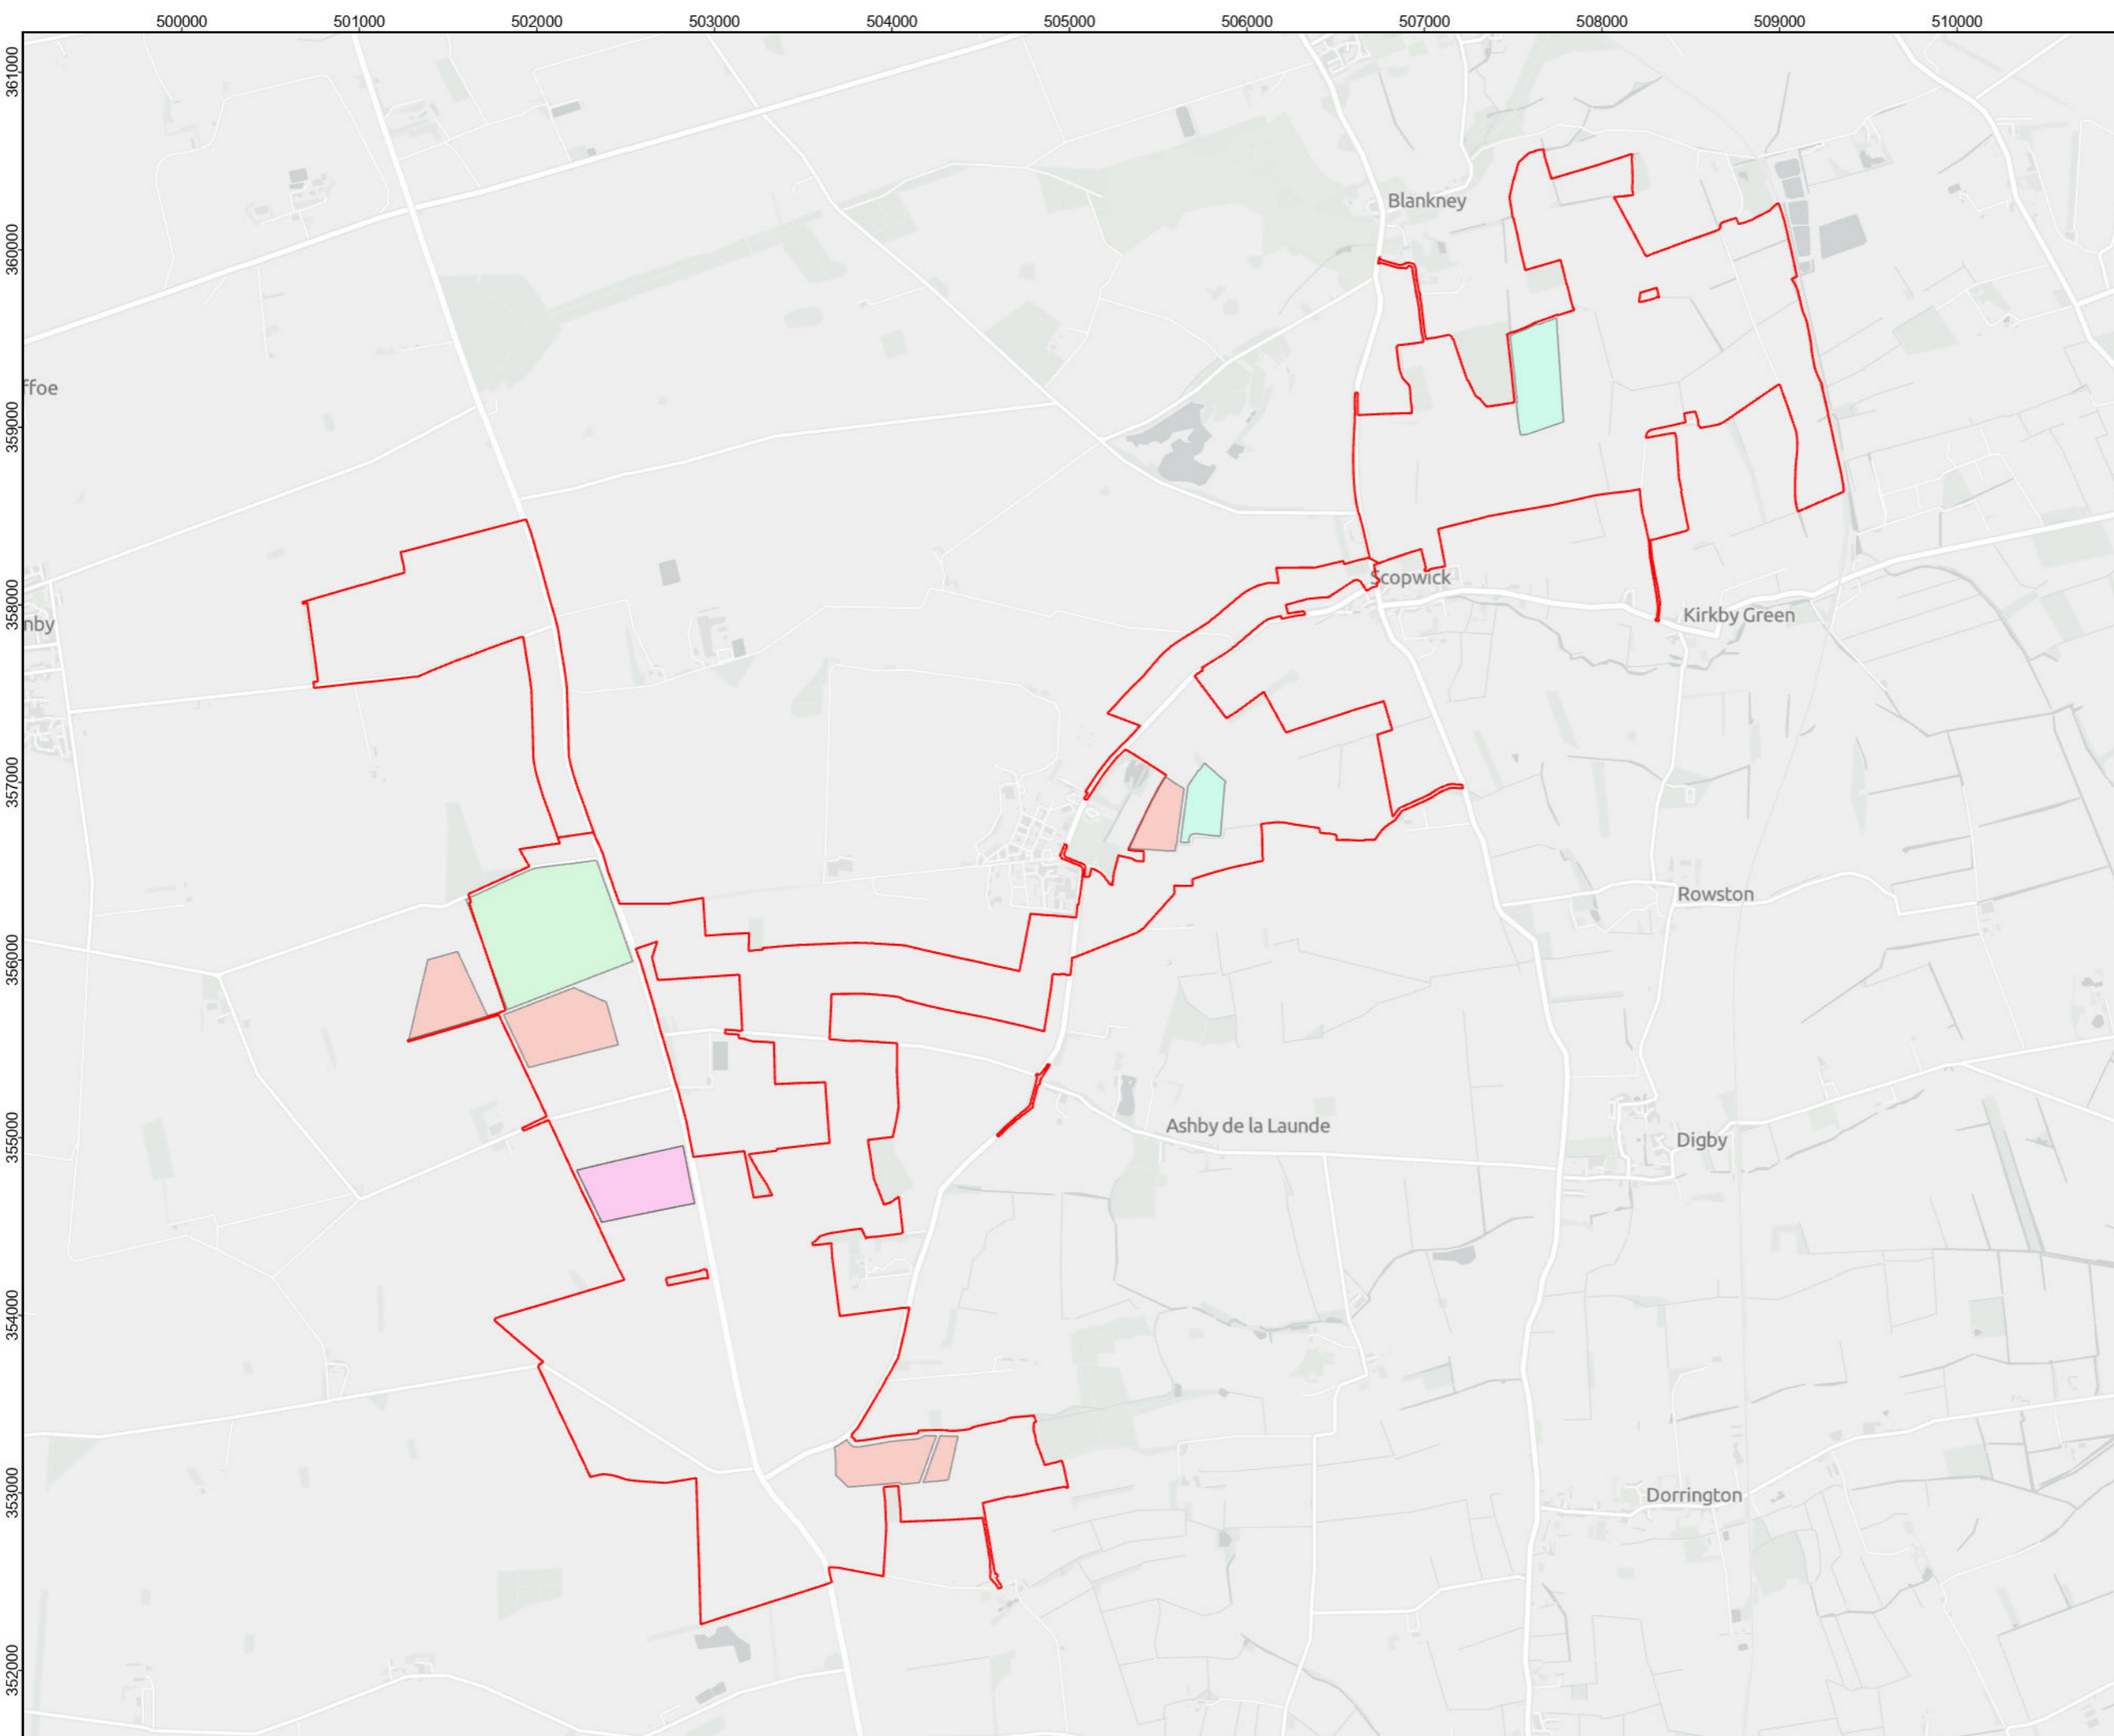 500000 501000 502000 503000 504000 505000 506000 507000 508000 509000 510000
361000
Blankney
360000
ffoe
359000
Scopwick
358000
Kirkby Green
nby
357000
Rowston
356000
Ashby de la Launde
355000
Digby
354000
353000
Dorrington
352000